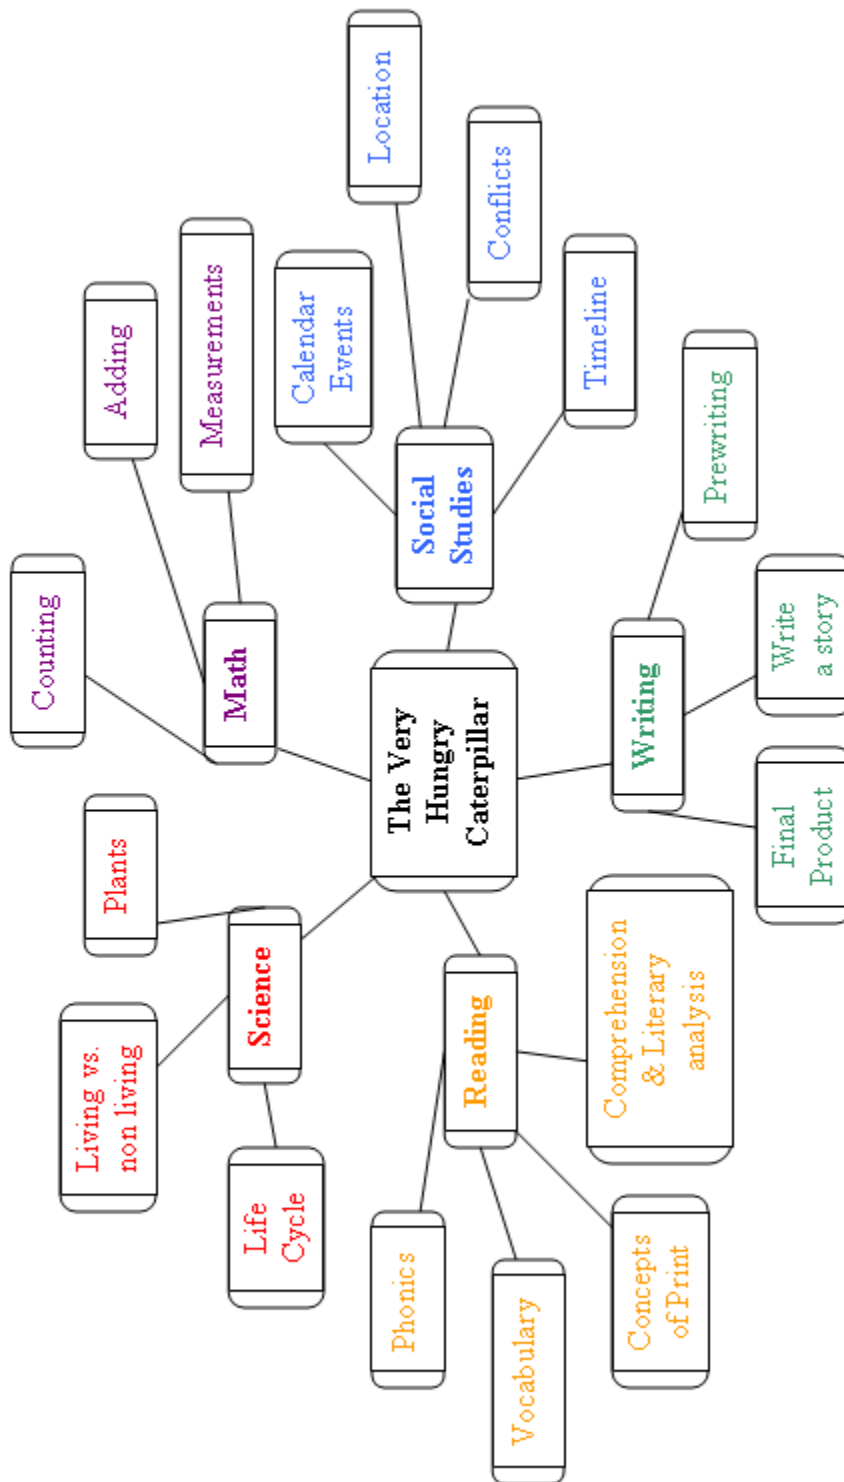 Living vs.
non living
Plants
Life
Cycle
Science
Counting
Adding
Measurements
Math
Calendar
Events
Location
Conflicts
Timeline
Social
Studies
The Very
Hungry
Caterpillar
Reading
Phonics
Vocabulary
Concepts
of Print
Comprehension
& Literary
analysis
Writing
Final
Product
Write
a story
Prewriting